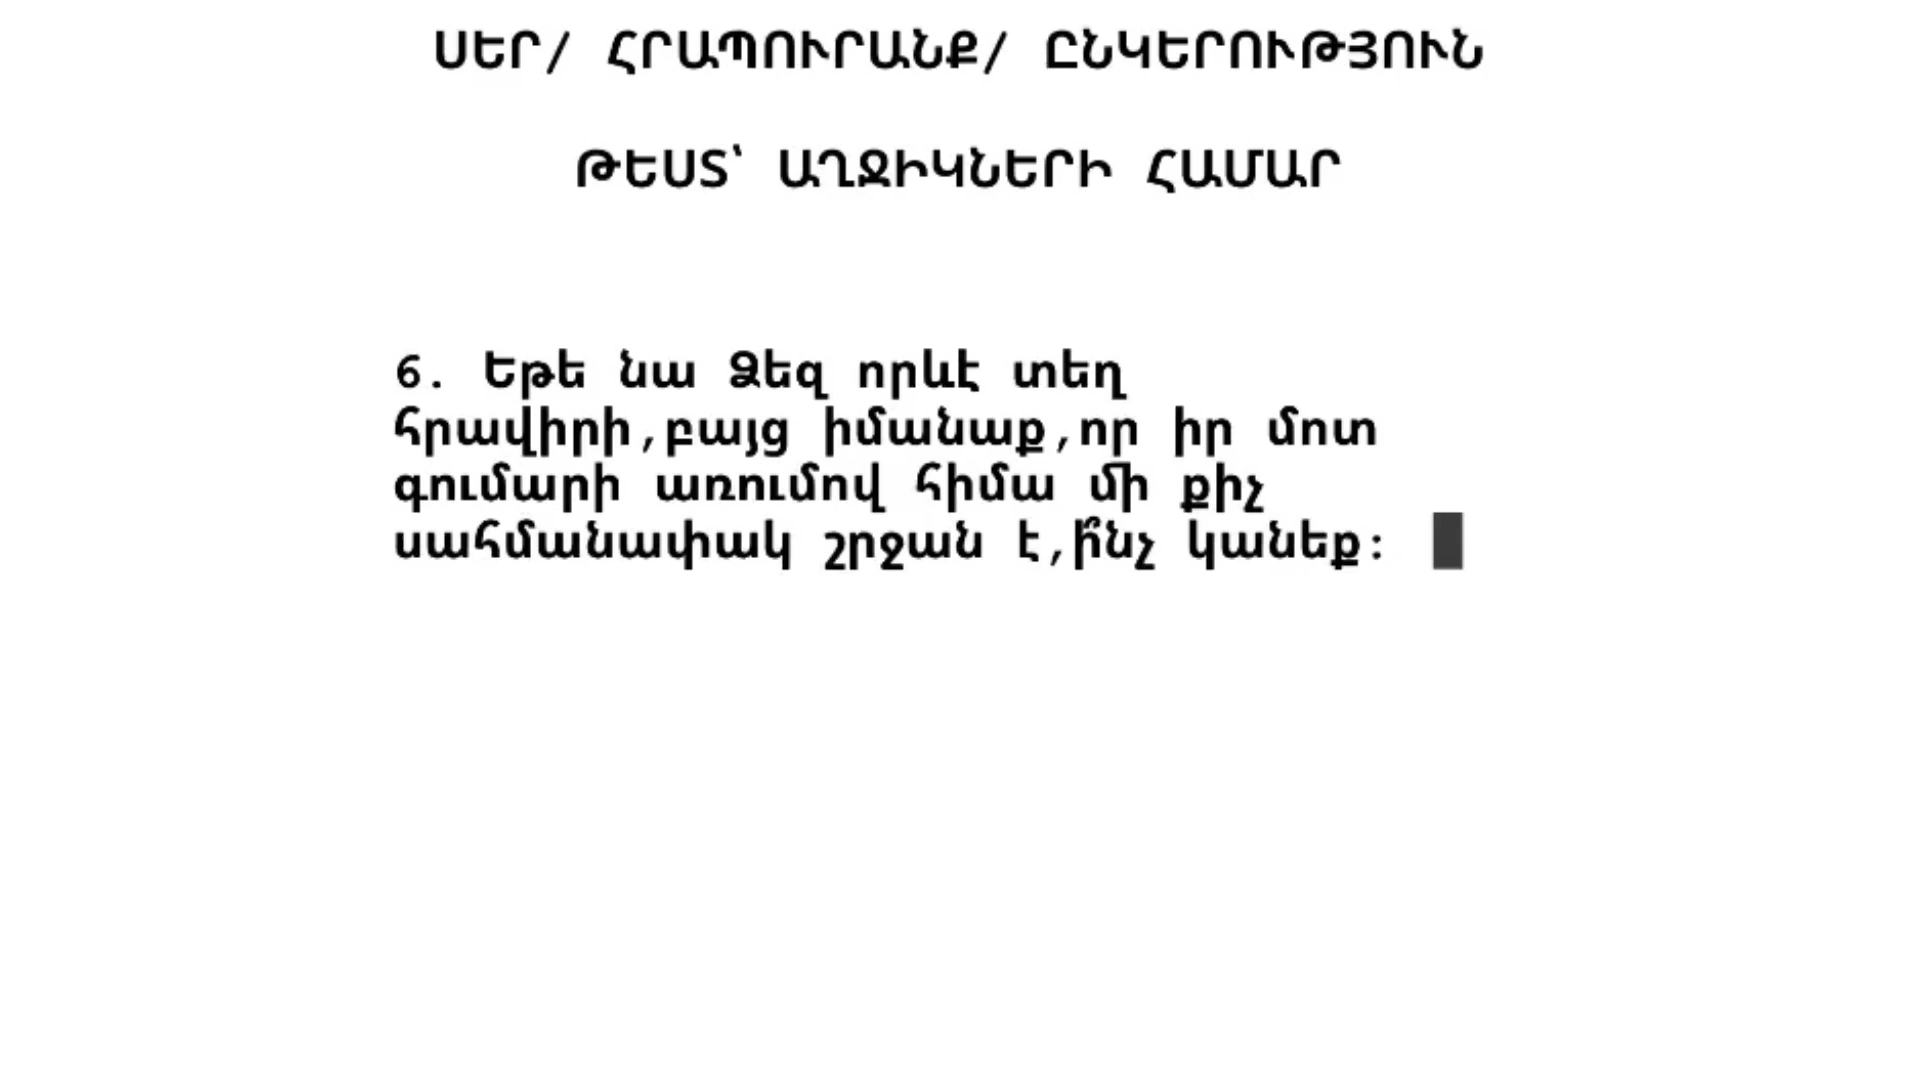 ՍԵՐ/ ՀՐԱՊՈՒՐԱՆՔ/ ԸՆԿԵՐՈՒԹՅՈՒՆ
ԹԵՍՏ՝ ԱՂՋԻԿՆԵՐԻ ՀԱՄԱՐ
6. Եթե նա Ձեզ որևէ տեղ
հրավիրի,բայց իմանաք,որ իր մոտ
գումարի առումով հիմա մի քիչ
սահմանափակ շրջան է,ի՞նչ կանեք: